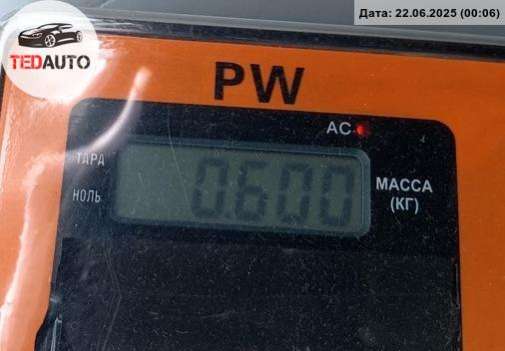 Дата: 22.06.2025 (00:06)
TEDAUTO
PW
AC
ТАРА
НОЛЬ
0.600
МАССА
(КГ)